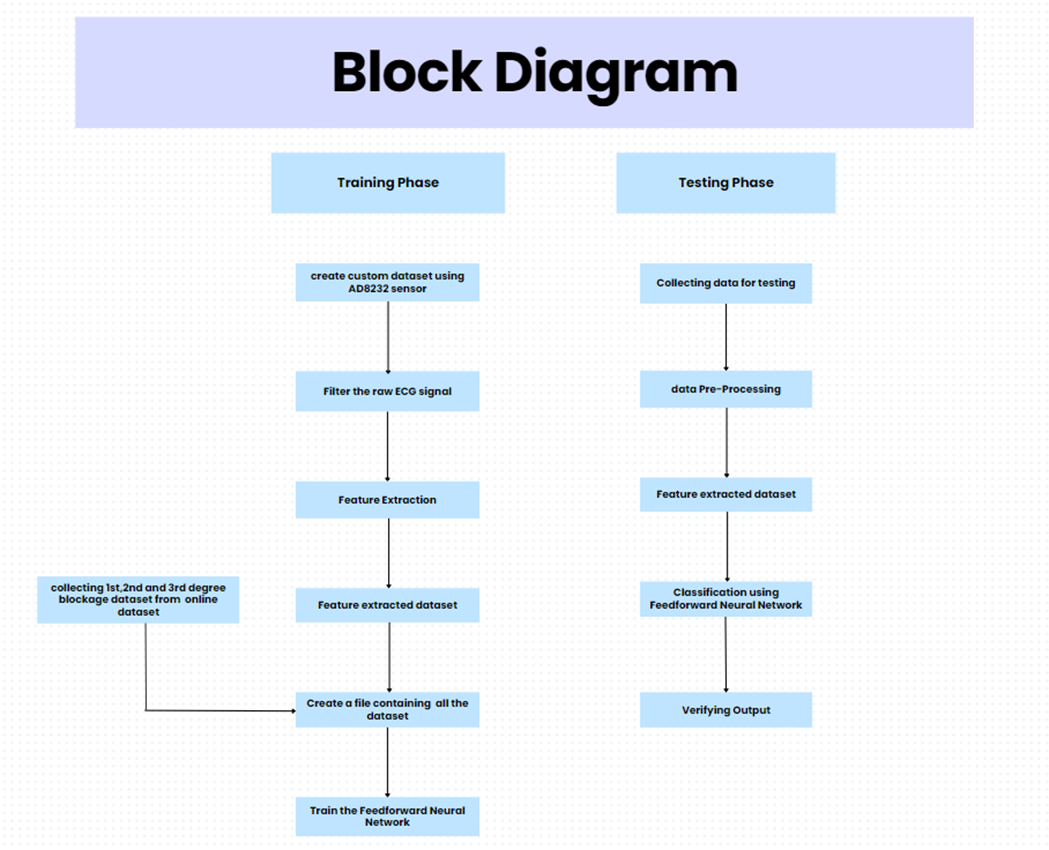 Block Diagram
Training Phase
Testing Phase
create custom dataset using
AD8232 sensor
Filter the raw ECG signal
Feature Extraction
Feature extracted dataset
collecting 1st,2nd and 3rd degree
blockage dataset from online
dataset
Create a file containing all the
dataset
Train the Feedforward Neural
Network
Collecting data for testing
data Pre-Processing
Feature extracted dataset
Classification using
Feedforward Neural Network
Verifying Output